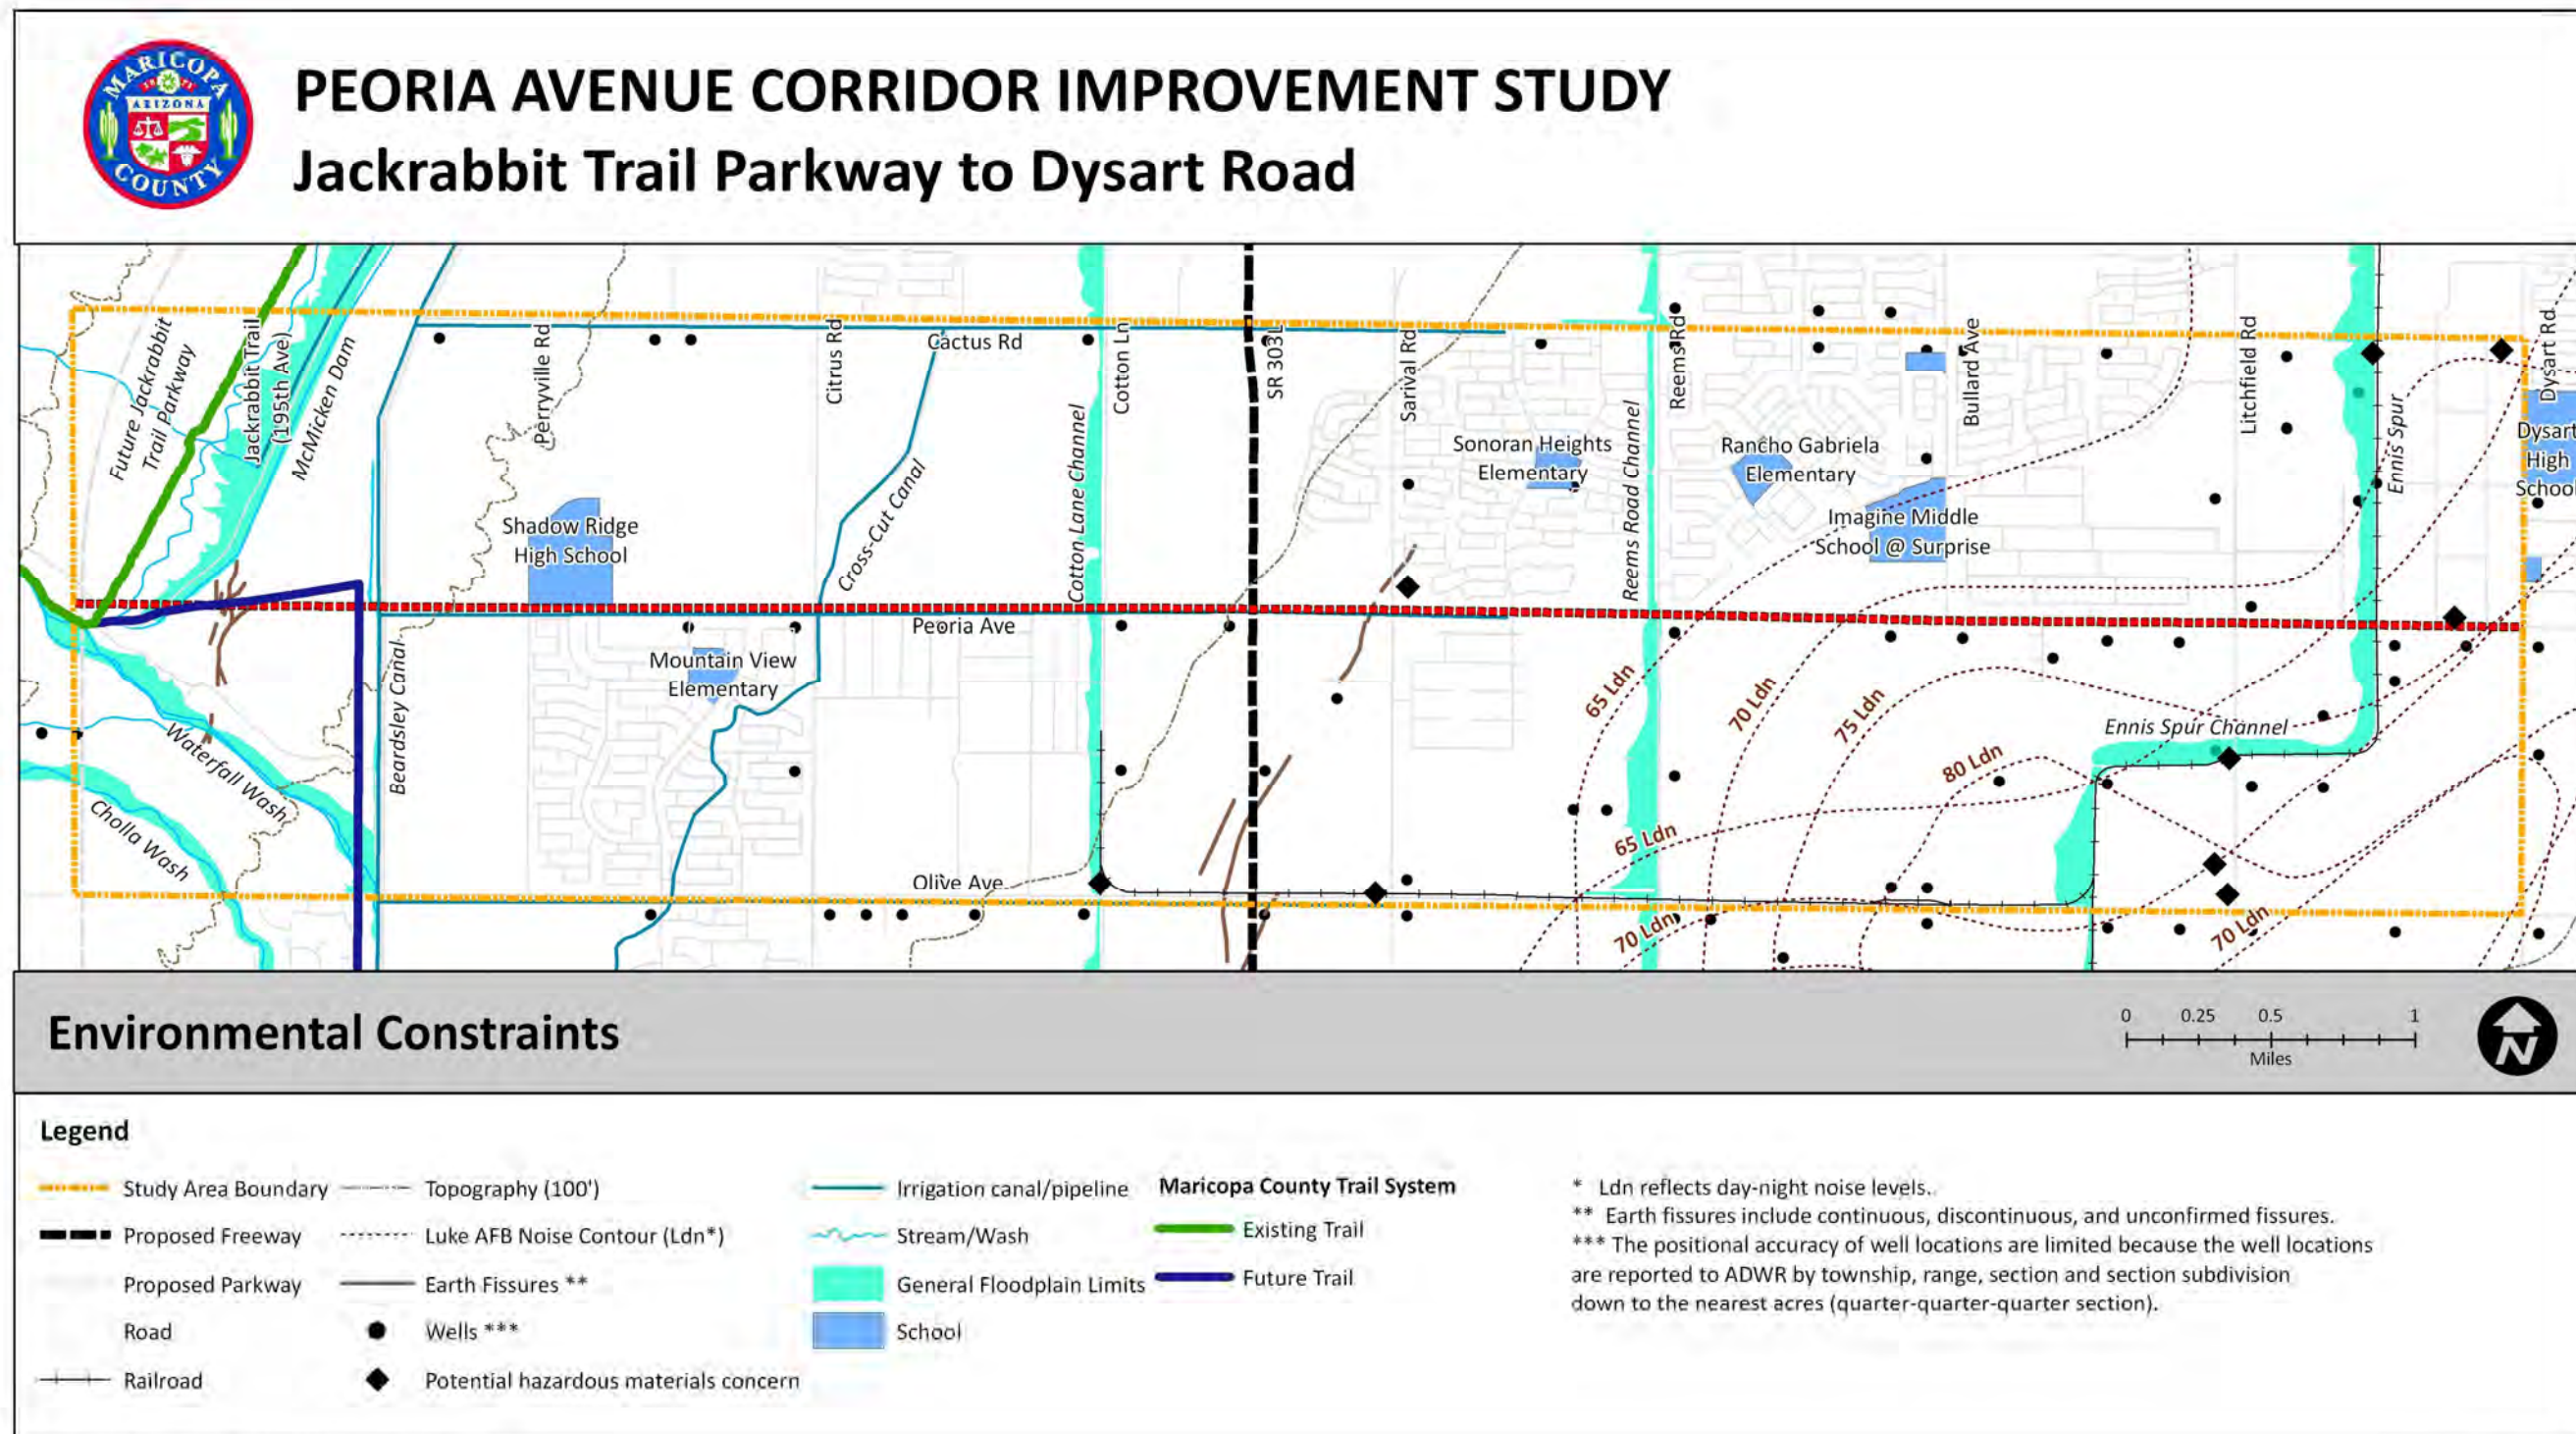 MARICOPA
ARIZONA
COUNTY
PEORIA AVENUE CORRIDOR IMPROVEMENT STUDY
Jackrabbit Trail Parkway to Dysart Road
Future Jackrabbit
Trail Parkway
Jackrabbit Trail
(195th Ave)
McMicken Dam
Perryville Rd
Citrus Rd
Cactus Rd
Cotton Ln
SR 303L
Sarival Rd
Reems Rd
Bullard Ave
Litchfield Rd
Dysart Rd
Cross-Cut Canal
Cotton Lane Channel
Reems Road Channel
Ennis Spur
Sonoran Heights
Elementary
Rancho Gabriela
Elementary
Imagine Middle
School @ Surprise
Dysart
High
School
Shadow Ridge
High School
Peoria Ave
Mountain View
Elementary
Beardsley Canal
Waterfall Wash
Cholla Wash
65 Ldn
70 Ldn
75 Ldn
80 Ldn
Ennis Spur Channel
65 Ldn
Olive Ave
70 Ldn
70 Ldn
Environmental Constraints
0 0.25 0.5 1
Miles
N
Legend
Study Area Boundary
Proposed Freeway
Proposed Parkway
Road
Railroad
Topography (100')
Luke AFB Noise Contour (Ldn*)
Earth Fissures **
Wells ***
Potential hazardous materials concern
Irrigation canal/pipeline
Stream/Wash
General Floodplain Limits
School
Maricopa County Trail System
Existing Trail
Future Trail
* Ldn reflects day-night noise levels.
** Earth fissures include continuous, discontinuous, and unconfirmed fissures.
*** The positional accuracy of well locations are limited because the well locations
are reported to ADWR by township, range, section and section subdivision
down to the nearest acres (quarter-quarter-quarter section).